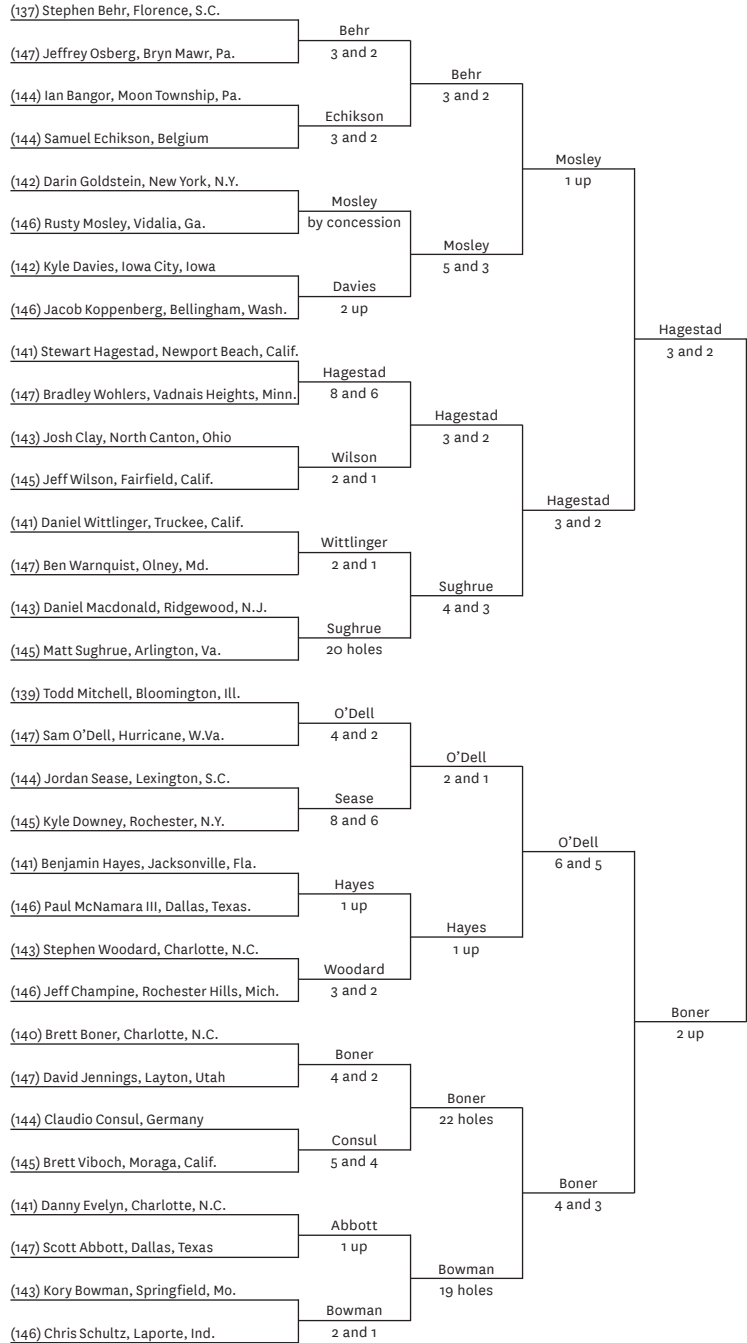 (137) Stephen Behr, Florence, S.C.
Behr
3 and 2
(147) Jeffrey Osberg, Bryn Mawr, Pa.
Behr
3 and 2
(144) Ian Bangor, Moon Township, Pa.
Echikson
3 and 2
(144) Samuel Echikson, Belgium
Mosley
1 up
(142) Darin Goldstein, New York, N.Y.
Mosley
by concession
(146) Rusty Mosley, Vidalia, Ga.
Mosley
5 and 3
(142) Kyle Davies, Iowa City, Iowa
Davies
2 up
(146) Jacob Koppenberg, Bellingham, Wash.
Hagestad
3 and 2
(141) Stewart Hagestad, Newport Beach, Calif.
Hagestad
8 and 6
(147) Bradley Wohlers, Vadnais Heights, Minn.
Hagestad
3 and 2
(143) Josh Clay, North Canton, Ohio
Wilson
2 and 1
(145) Jeff Wilson, Fairfield, Calif.
Hagestad
3 and 2
(141) Daniel Wittlinger, Truckee, Calif.
Wittlinger
2 and 1
(147) Ben Warnquist, Olney, Md.
Sughrue
4 and 3
(143) Daniel Macdonald, Ridgewood, N.J.
Sughrue
20 holes
(145) Matt Sughrue, Arlington, Va.
(139) Todd Mitchell, Bloomington, Ill.
O’Dell
4 and 2
(147) Sam O’Dell, Hurricane, W.Va.
O’Dell
2 and 1
(144) Jordan Sease, Lexington, S.C.
Sease
8 and 6
(145) Kyle Downey, Rochester, N.Y.
O’Dell
6 and 5
(141) Benjamin Hayes, Jacksonville, Fla.
Hayes
1 up
(146) Paul McNamara III, Dallas, Texas.
Hayes
1 up
(143) Stephen Woodard, Charlotte, N.C.
Woodard
3 and 2
(146) Jeff Champine, Rochester Hills, Mich.
Boner
2 up
(140) Brett Boner, Charlotte, N.C.
Boner
4 and 2
(147) David Jennings, Layton, Utah
Boner
22 holes
(144) Claudio Consul, Germany
Consul
5 and 4
(145) Brett Viboch, Moraga, Calif.
Boner
4 and 3
(141) Danny Evelyn, Charlotte, N.C.
Abbott
1 up
(147) Scott Abbott, Dallas, Texas
Bowman
19 holes
(143) Kory Bowman, Springfield, Mo.
Bowman
2 and 1
(146) Chris Schultz, Laporte, Ind.